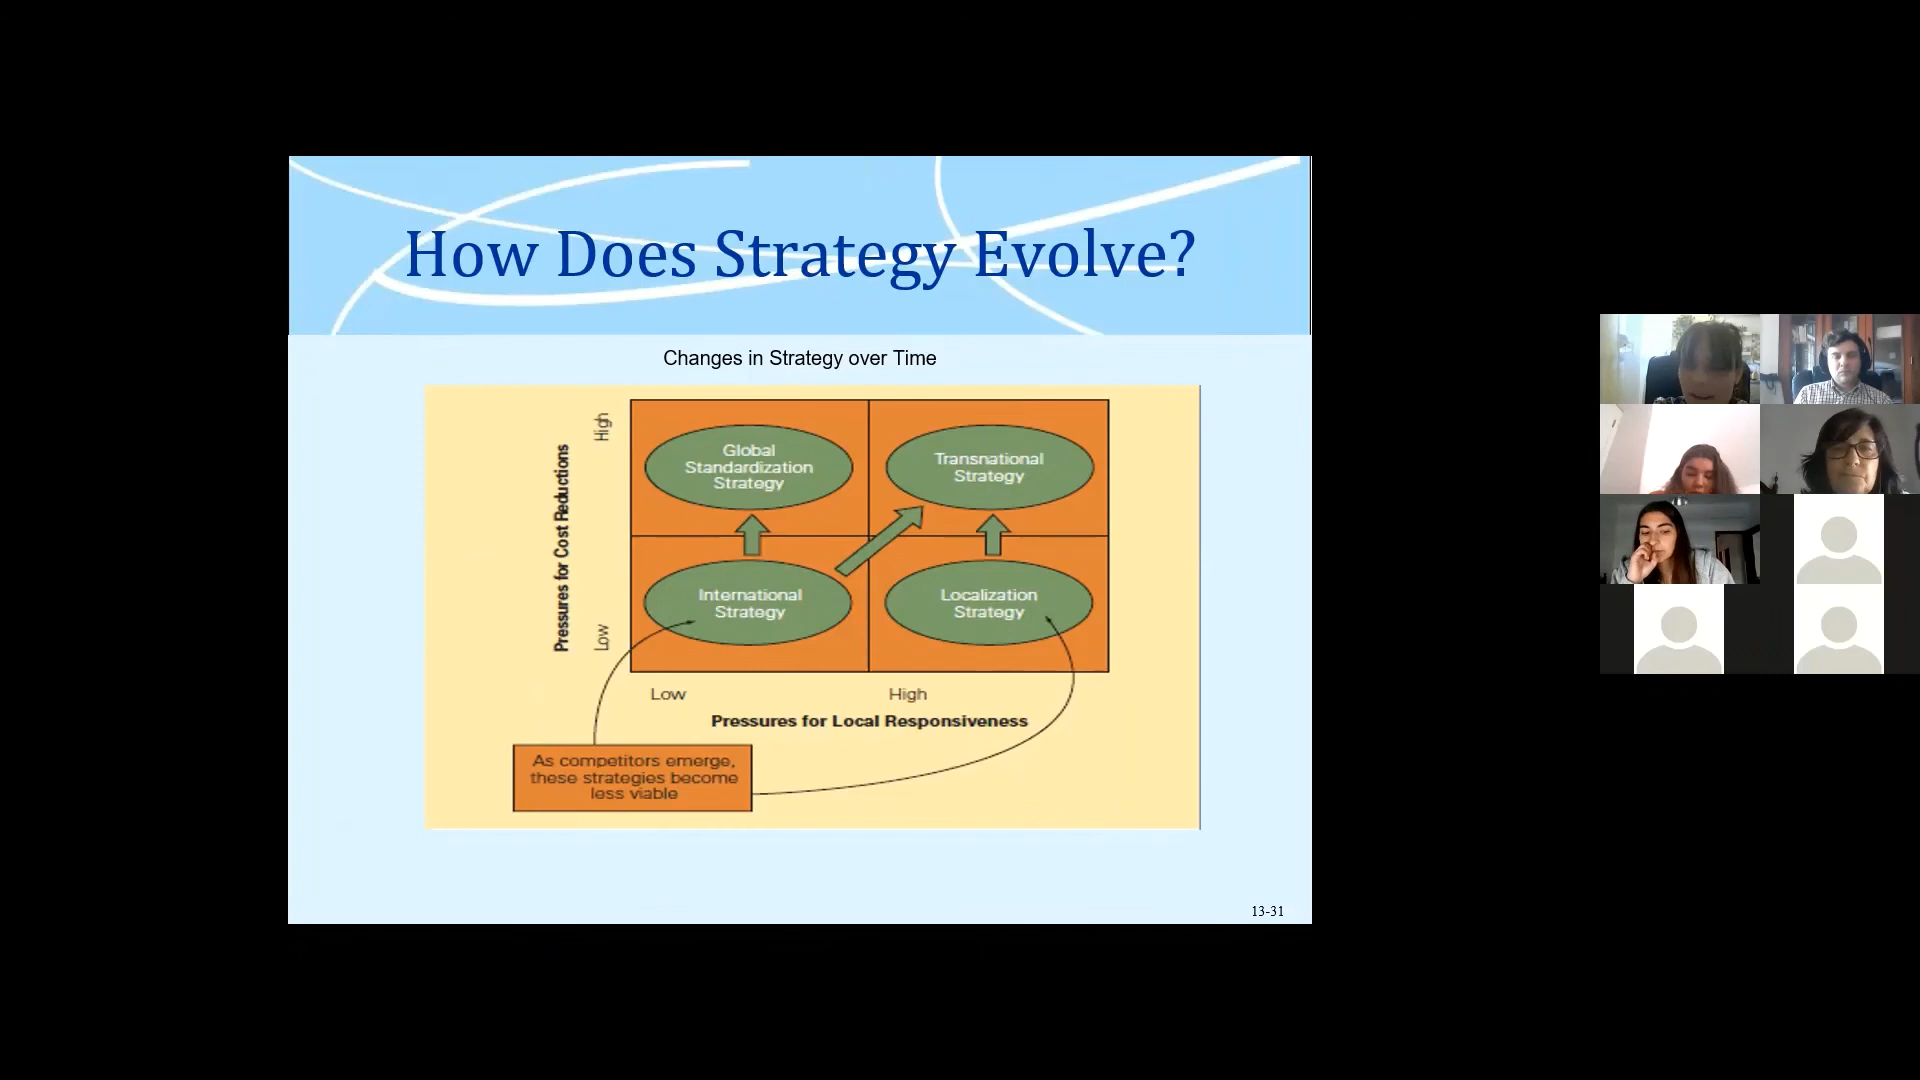 How Does Strategy Evolve?
Changes in Strategy over Time
Pressures for Cost Reductions
High
Low
Global
Standardization
Strategy
Transnational
Strategy
International
Strategy
Localization
Strategy
Low
High
Pressures for Local Responsiveness
As competitors emerge,
these strategies become
less viable
13-31